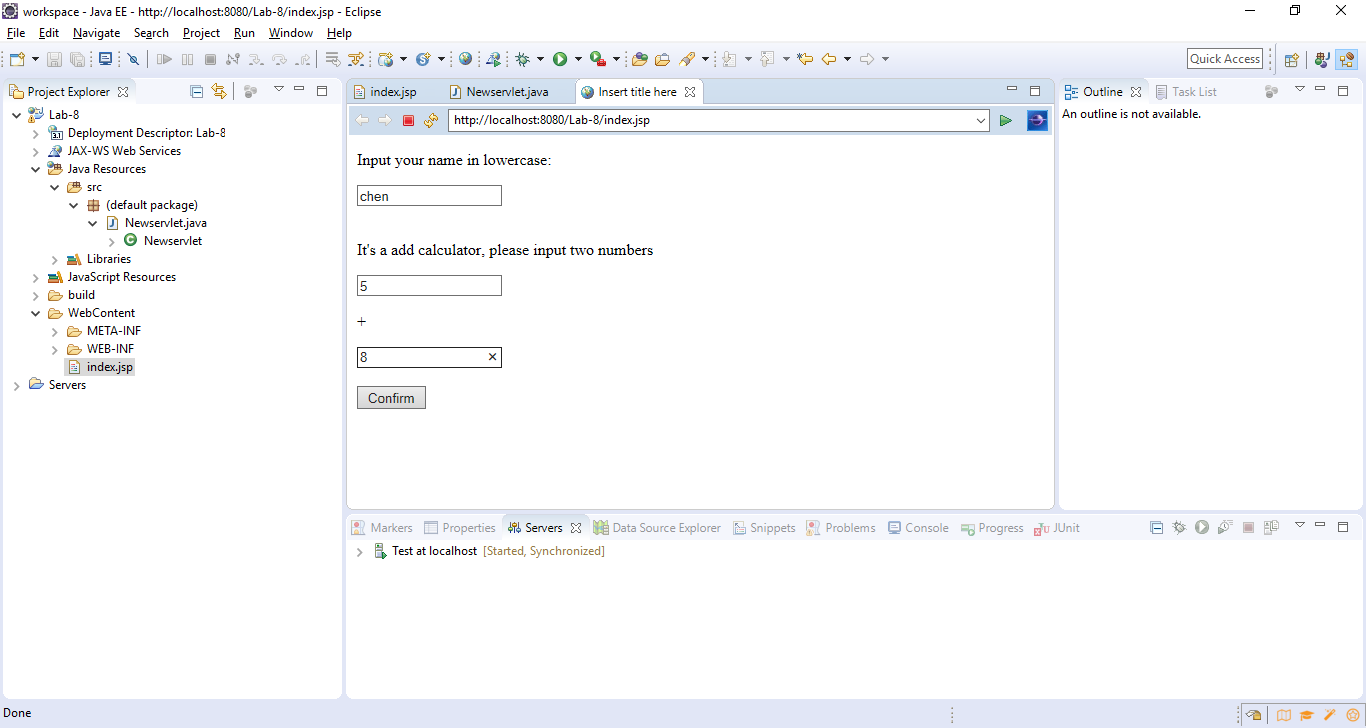 workspace - Java EE - http://localhost:8080/Lab-8/index.jsp - Eclipse
File Edit Navigate Search Project Run Window Help
Quick Access
Project Explorer
Lab-8
Deployment Descriptor: Lab-8
JAX-WS Web Services
Java Resources
src
(default package)
Newservlet.java
Newservlet
Libraries
JavaScript Resources
build
WebContent
META-INF
WEB-INF
index.jsp
Servers
index.jsp Newservlet.java Insert title here
http://localhost:8080/Lab-8/index.jsp
Input your name in lowercase:
chen
It's a add calculator, please input two numbers
5
+
8
Confirm
Outline Task List
An outline is not available.
Markers Properties Servers Data Source Explorer Snippets Problems Console Progress JUnit
Test at localhost [Started, Synchronized]
Done